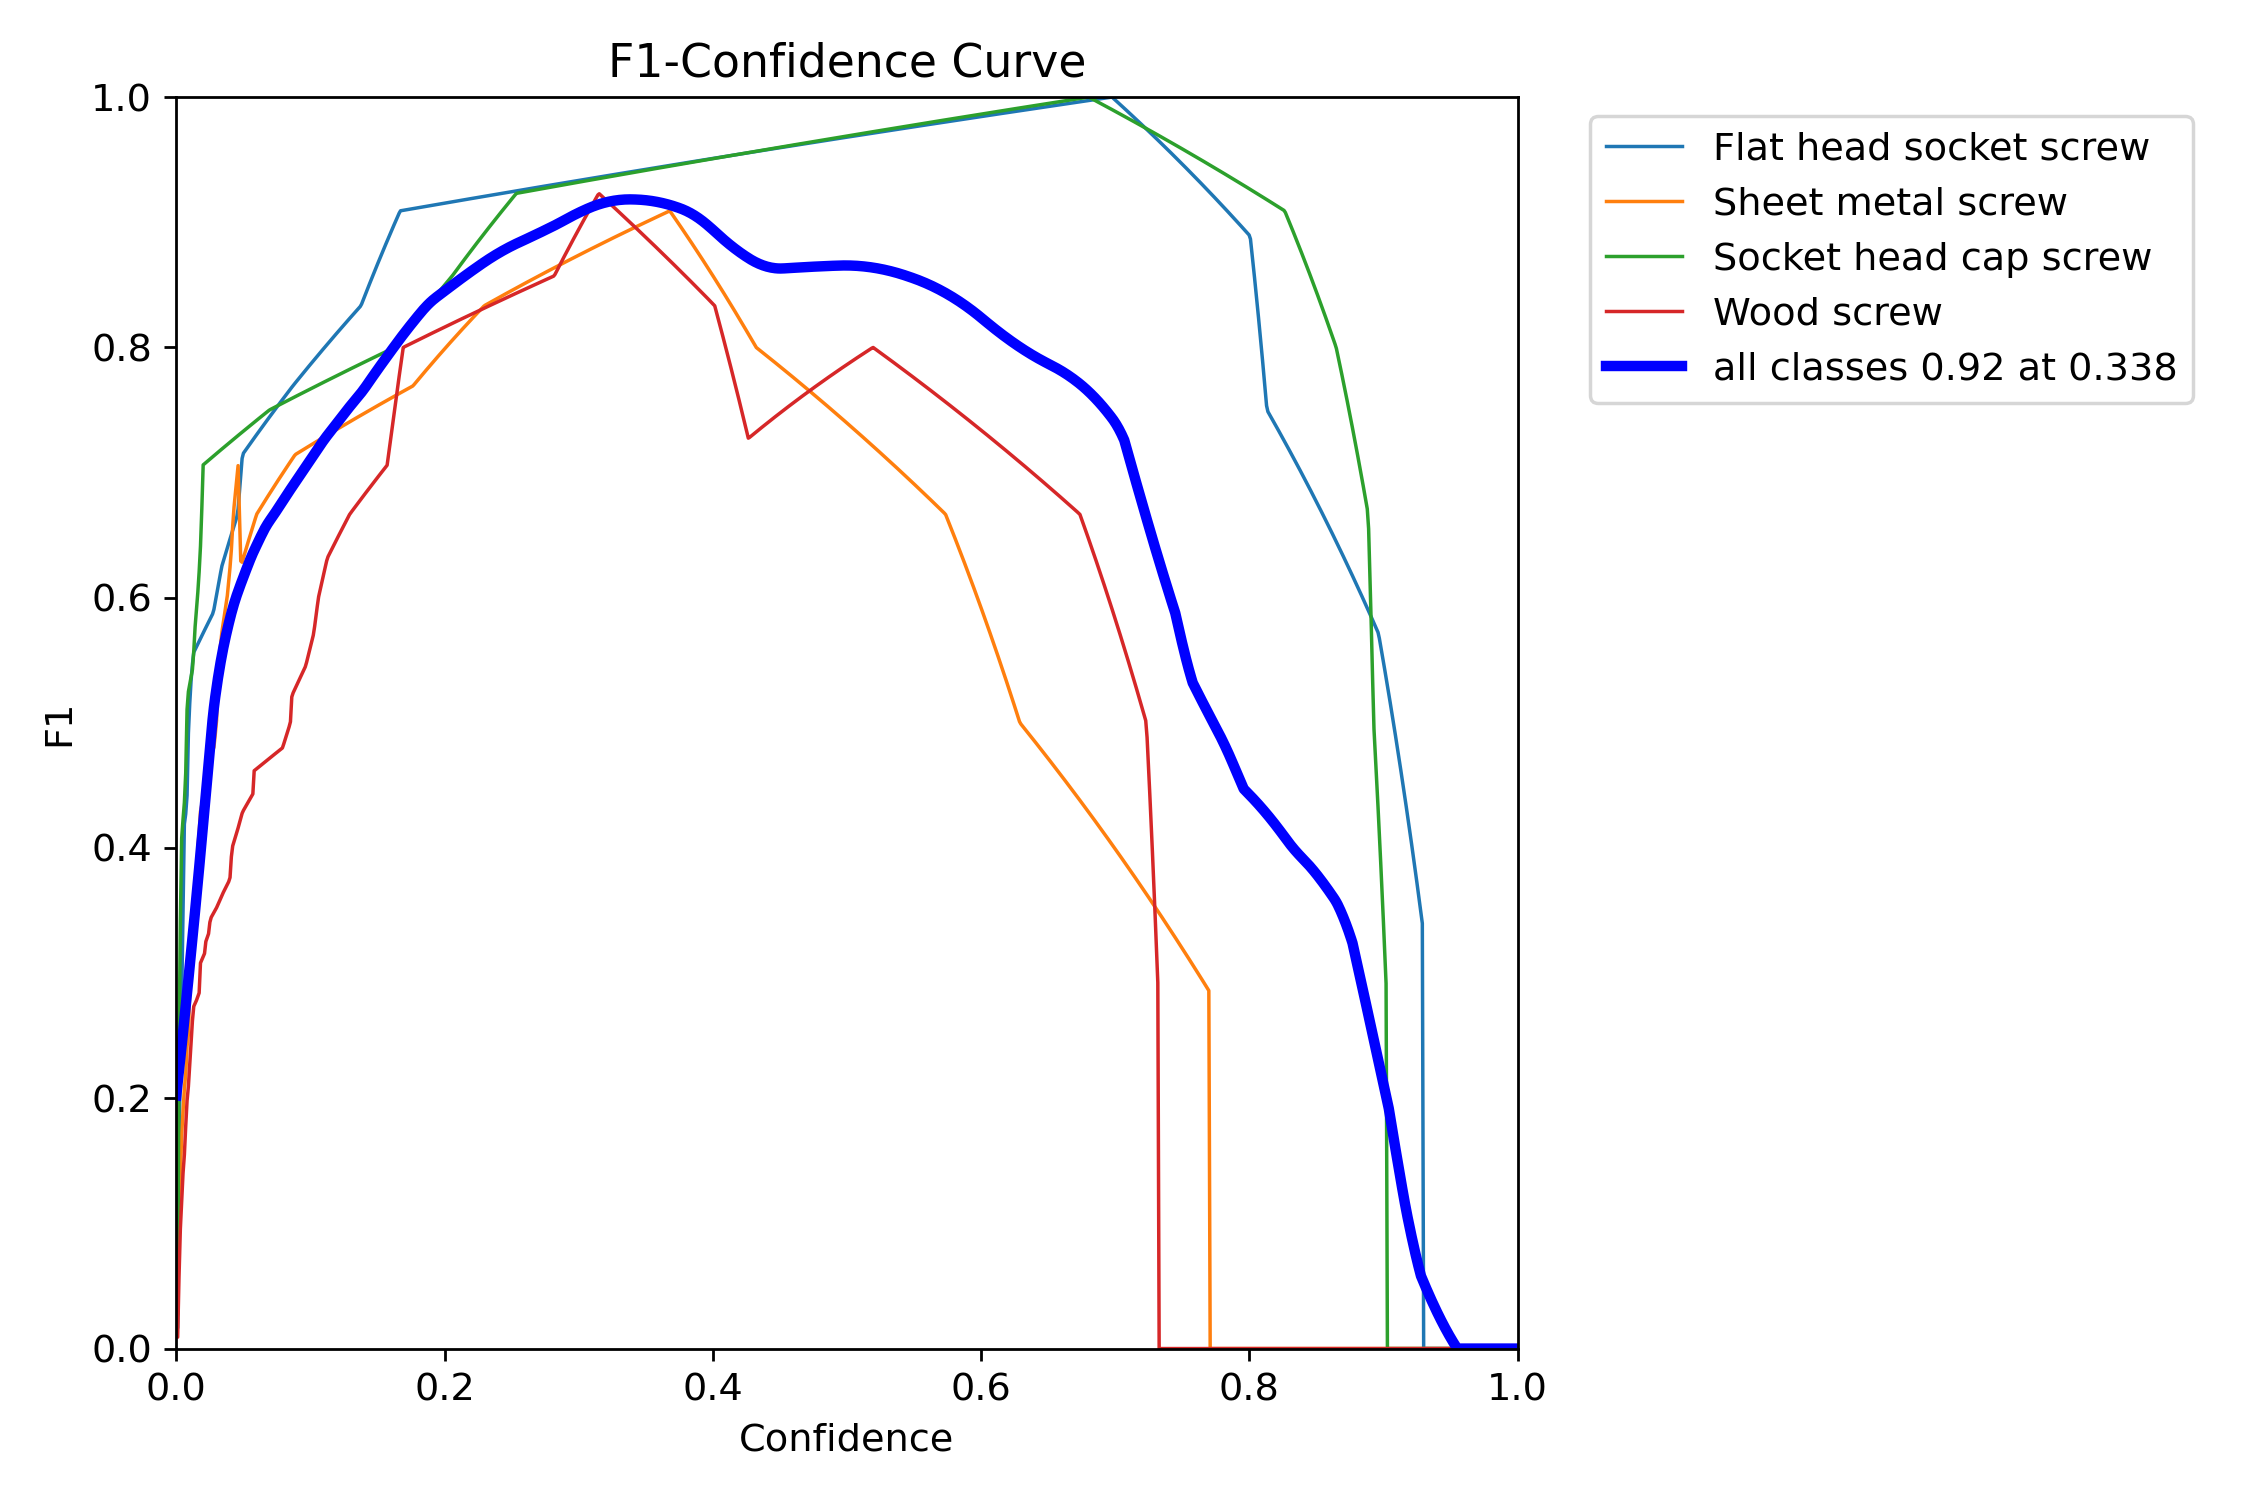 F1-Confidence Curve
1.0
0.8
0.6
0.4
0.2
0.0
F1
0.0 0.2 0.4 0.6 0.8 1.0
Confidence
Flat head socket screw
Sheet metal screw
Socket head cap screw
Wood screw
all classes 0.92 at 0.338